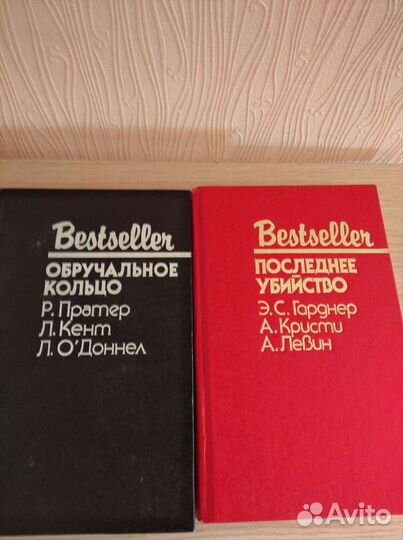 Bestseller
ОБРУЧАЛЬНОЕ
КОЛЬЦО
Р. Пратер
Л. Кент
Л. О'Доннел
Bestseller
ПОСЛЕДНЕЕ
УБИЙСТВО
Э.С. Гарднер
А. Кристи
А. Левин
Avito